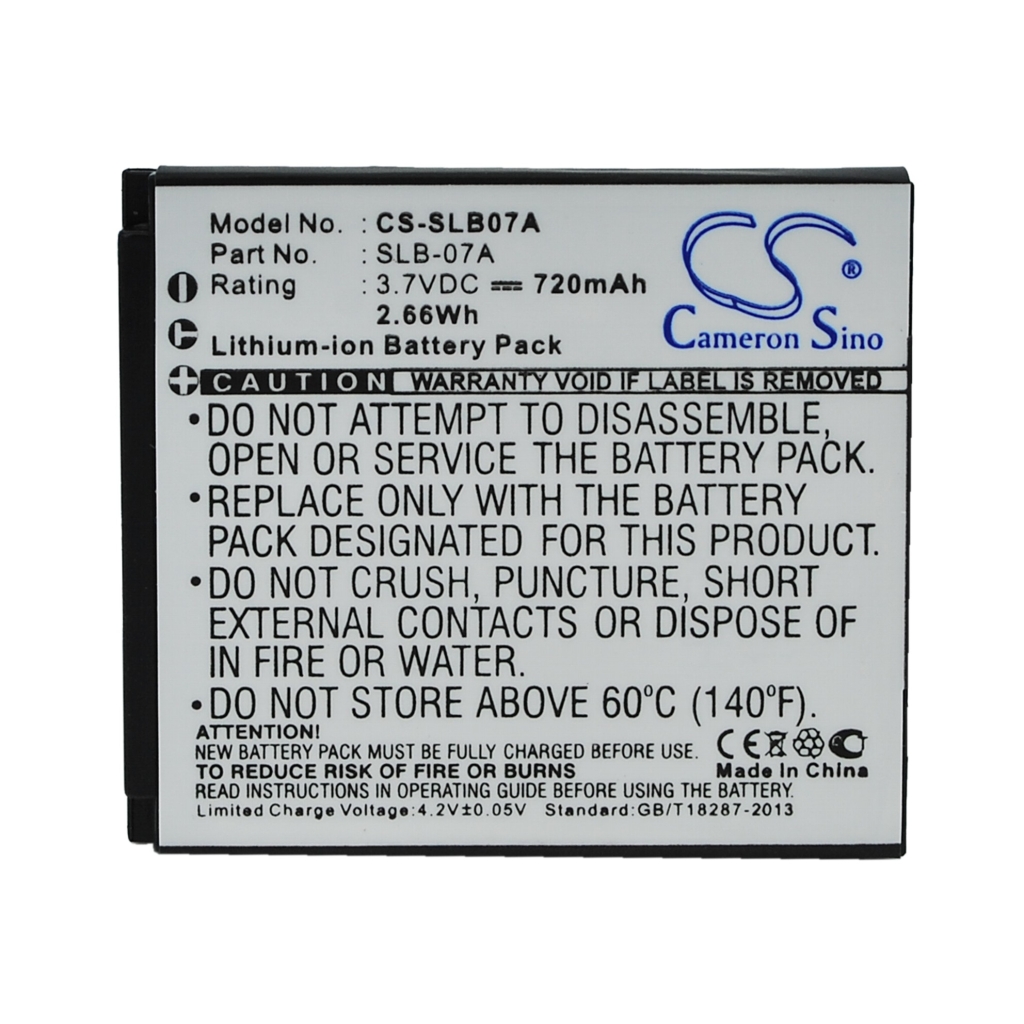 Model No. : CS-SLB07A
Part No. : SLB-07A
Rating : 3.7VDC ⎓ 720mAh
2.66Wh
Lithium-ion Battery Pack
CS ®
Cameron Sino
CAUTION WARRANTY VOID IF LABEL IS REMOVED
•DO NOT ATTEMPT TO DISASSEMBLE,
OPEN OR SERVICE THE BATTERY PACK.
•REPLACE ONLY WITH THE BATTERY
PACK DESIGNATED FOR THIS PRODUCT.
•DO NOT CRUSH, PUNCTURE, SHORT
EXTERNAL CONTACTS OR DISPOSE OF
IN FIRE OR WATER.
•DO NOT STORE ABOVE 60°C (140°F).
ATTENTION!
NEW BATTERY PACK MUST BE FULLY CHARGED BEFORE USE.
TO REDUCE RISK OF FIRE OR BURNS
READ INSTRUCTIONS IN OPERATING GUIDE BEFORE USING THE BATTERY.
Limited Charge Voltage:4.2V±0.05V Standard:GB/T18287-2013
CE
Made In China
- C +